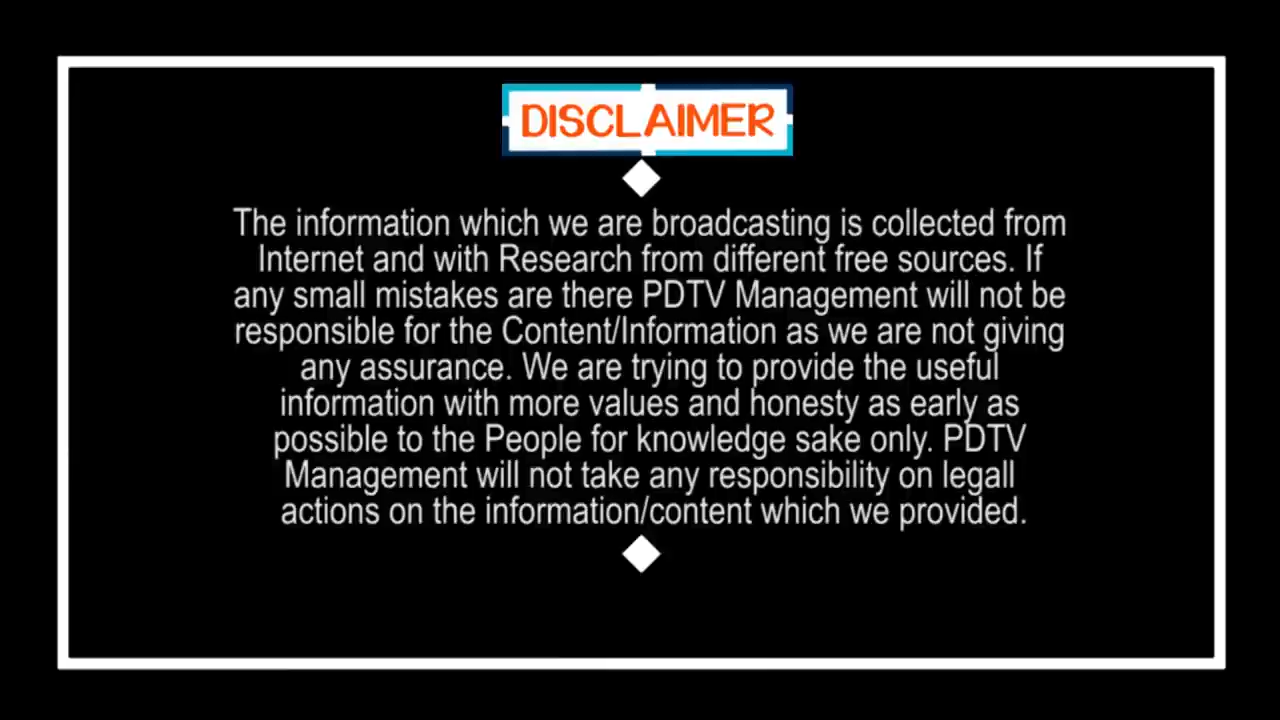 DISCLAIMER
The information which we are broadcasting is collected from
Internet and with Research from different free sources. If
any small mistakes are there PDTV Management will not be
responsible for the Content/Information as we are not giving
any assurance. We are trying to provide the useful
information with more values and honesty as early as
possible to the People for knowledge sake only. PDTV
Management will not take any responsibility on legall
actions on the information/content which we provided.